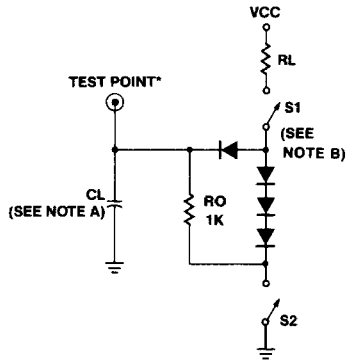 VCC
RL
TEST POINT*
S1
(SEE
NOTE B)
CL
(SEE NOTE A)
RO
1K
S2